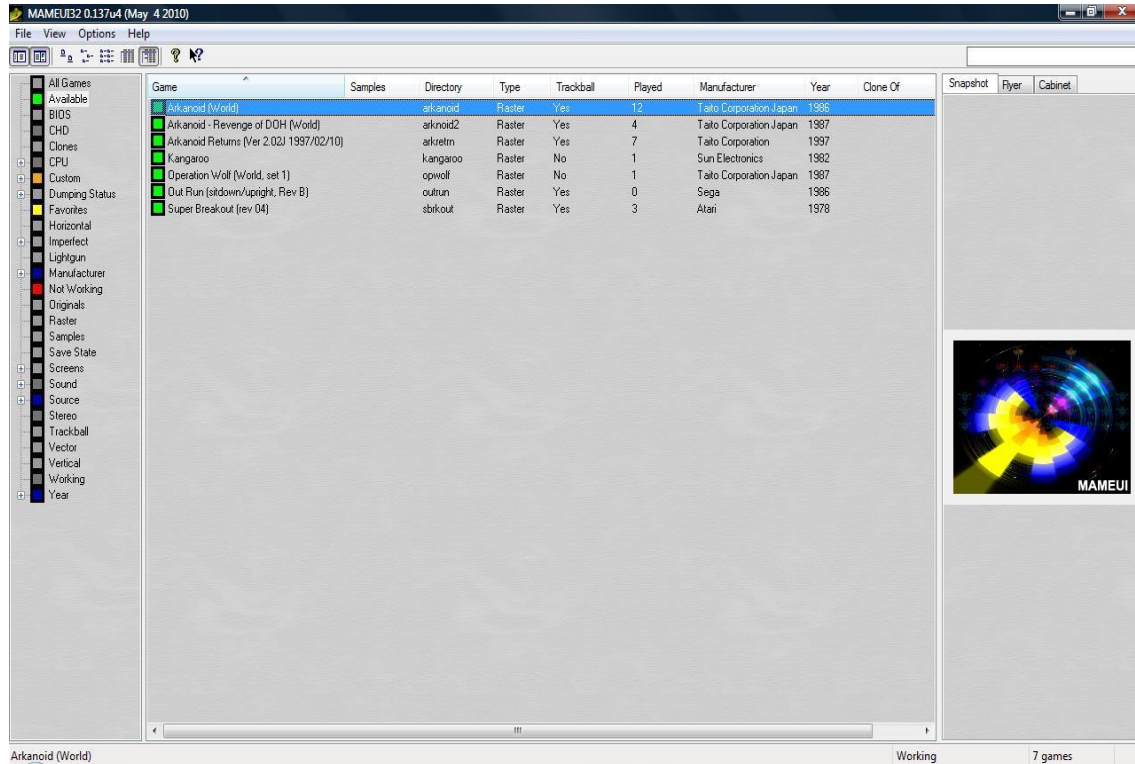 MAMEUI32 0.137u4 (May 4 2010)
File View Options Help
All Games
Available
BIOS
CHD
Clones
CPU
Custom
Dumping Status
Favorites
Horizontal
Imperfect
Lightgun
Manufacturer
Not Working
Originals
Raster
Samples
Save State
Screens
Sound
Source
Stereo
Trackball
Vector
Vertical
Working
Year
Game Samples Directory Type Trackball Played Manufacturer Year Clone Of
Arkanoid (World) arkanoid Raster Yes 12 Taito Corporation Japan 1986
Arkanoid - Revenge of DOH (World) arknoid2 Raster Yes 4 Taito Corporation Japan 1987
Arkanoid Returns (Ver 2.02J 1997/02/10) arkretrn Raster Yes 7 Taito Corporation 1997
Kangaroo kangaroo Raster No 1 Sun Electronics 1982
Operation Wolf (World, set 1) opwolf Raster No 1 Taito Corporation Japan 1987
Out Run (sitdown/upright, Rev B) outrun Raster Yes 0 Sega 1986
Super Breakout (rev 04) sbrkout Raster Yes 3 Atari 1978
Snapshot Flyer Cabinet
MAMEUI
Arkanoid (World) Working 7 games